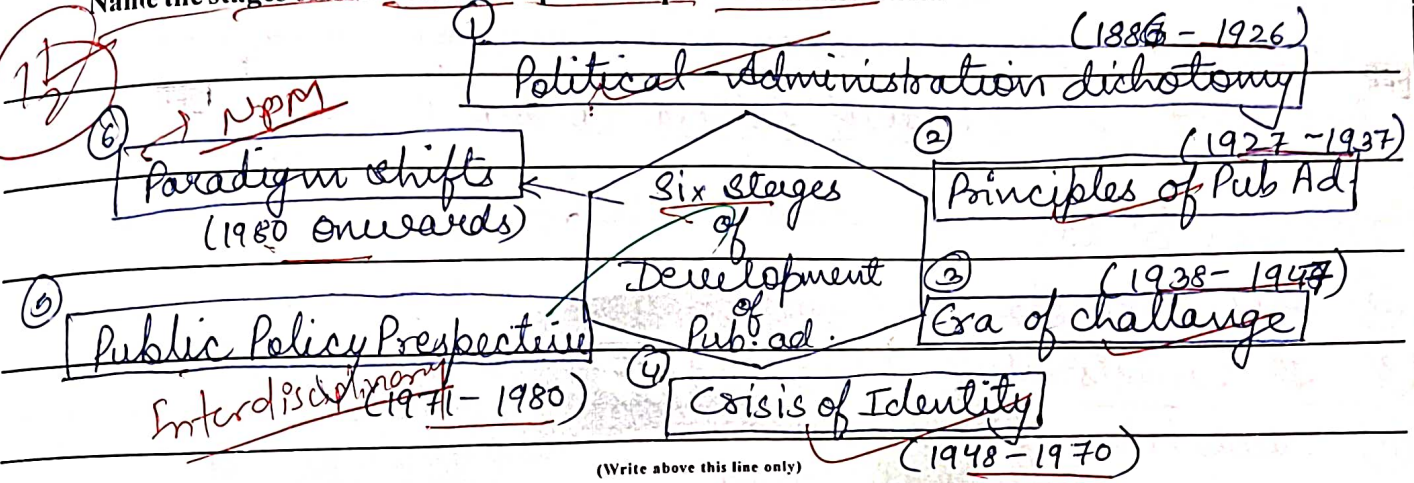 Name the stages
1½
① (1886 - 1926)
Political - Administration dichotomy
⑥ → NPM
Paradigm shifts
(1980 onwards)
Six stages
of
Development
of
Pub. ad.
② (1927 - 1937)
Principles of Pub Ad.
③ (1938 - 1947)
Era of challange
④ Crisis of Identity
(1948 - 1970)
⑤
Public Policy Prespective
Interdisciplinary (1971 - 1980)
(Write above this line only)